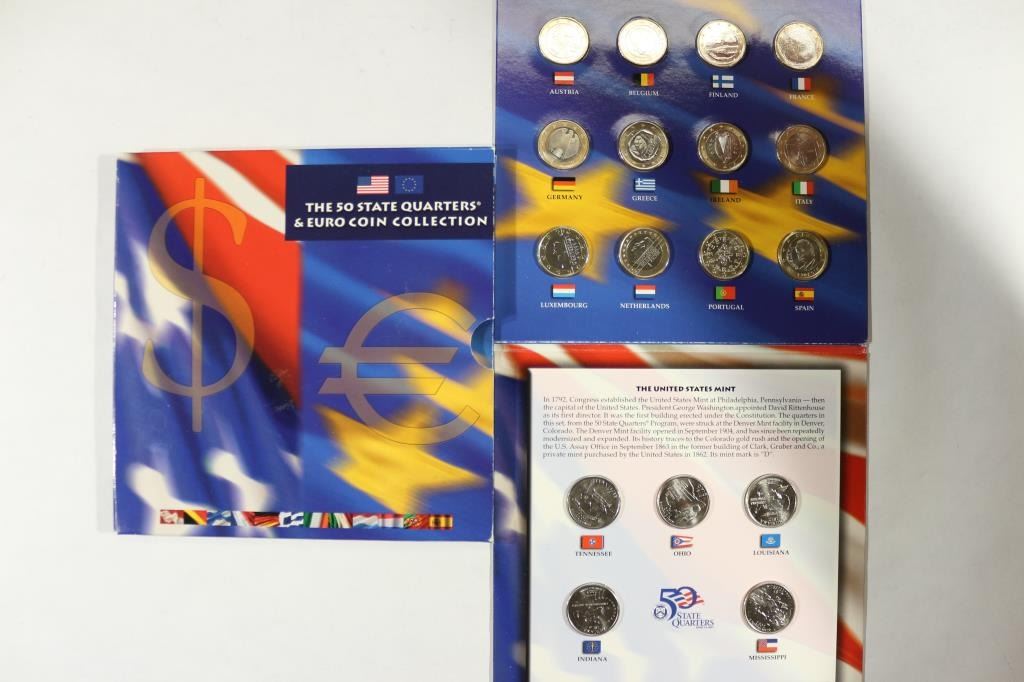 THE 50 STATE QUARTERS®
& EURO COIN COLLECTION
$
€
AUSTRIA
BELGIUM
FINLAND
FRANCE
GERMANY
GREECE
IRELAND
ITALY
LUXEMBOURG
NETHERLANDS
PORTUGAL
SPAIN
THE UNITED STATES MINT
In 1792, Congress established the United States Mint at Philadelphia, Pennsylvania — then
the capital of the United States. President George Washington appointed David Rittenhouse
as its first director. It was the first building erected under the Constitution. The quarters in
this set, from the 50 State Quarters® Program, were struck at the Denver Mint facility in Denver,
Colorado. The Denver Mint facility opened in September 1904, and has since been repeatedly
modernized and expanded. Its history traces to the Colorado gold rush and the opening of
the U.S. Assay Office in September 1863 in the former building of Clark, Gruber and Co., a
private mint purchased by the United States in 1862. Its mint mark is "D".
TENNESSEE
OHIO
LOUISIANA
INDIANA
50
STATE
QUARTERS
MISSISSIPPI